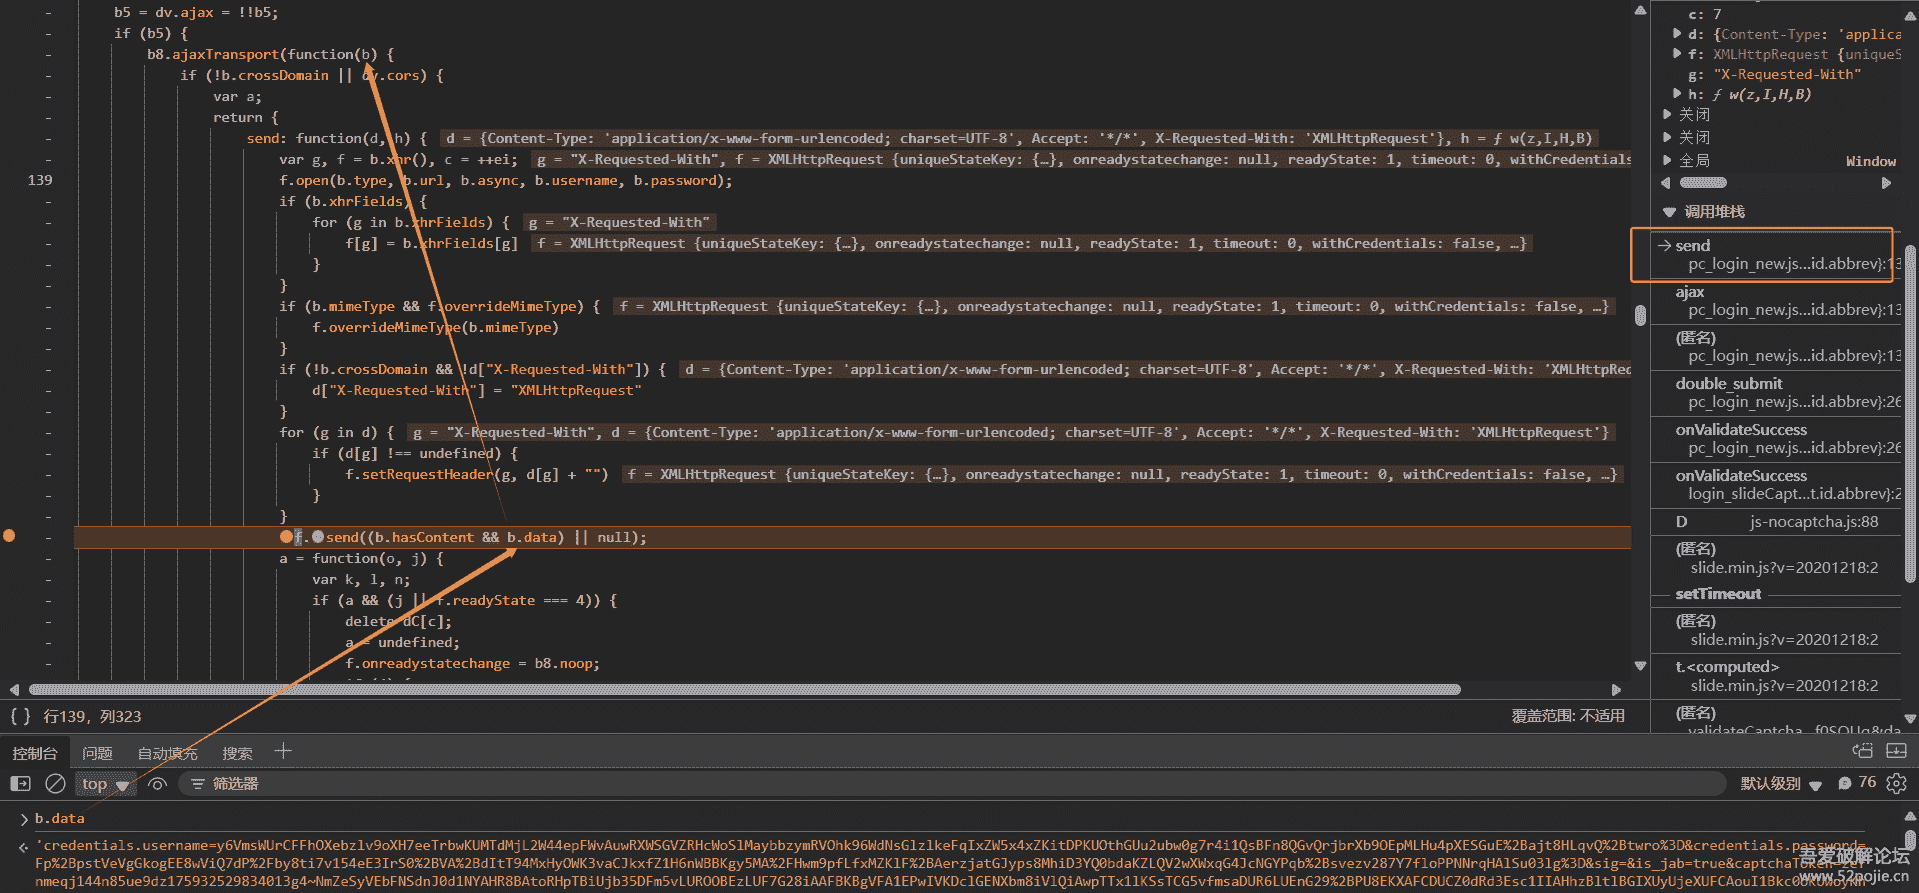 b5 = dv.ajax = !!b5;
if (b5) {
b8.ajaxTransport(function(b) {
if (!b.crossDomain || dv.cors) {
var a;
return {
send: function(d, h) { d = {Content-Type: 'application/x-www-form-urlencoded; charset=UTF-8', Accept: '*/*', X-Requested-With: 'XMLHttpRequest'}, h = ƒ w(z,I,H,B)
var g, f = b.xhr(), c = ++ei; g = "X-Requested-With", f = XMLHttpRequest {uniqueStateKey: {…}, onreadystatechange: null, readyState: 1, timeout: 0, withCredentials
139 f.open(b.type, b.url, b.async, b.username, b.password);
if (b.xhrFields) {
for (g in b.xhrFields) { g = "X-Requested-With"
f[g] = b.xhrFields[g] f = XMLHttpRequest {uniqueStateKey: {…}, onreadystatechange: null, readyState: 1, timeout: 0, withCredentials: false, …}
}
}
if (b.mimeType && f.overrideMimeType) { f = XMLHttpRequest {uniqueStateKey: {…}, onreadystatechange: null, readyState: 1, timeout: 0, withCredentials: false, …}
f.overrideMimeType(b.mimeType)
}
if (!b.crossDomain && !d["X-Requested-With"]) { d = {Content-Type: 'application/x-www-form-urlencoded; charset=UTF-8', Accept: '*/*', X-Requested-With: 'XMLHttpReq
d["X-Requested-With"] = "XMLHttpRequest"
}
for (g in d) { g = "X-Requested-With", d = {Content-Type: 'application/x-www-form-urlencoded; charset=UTF-8', Accept: '*/*', X-Requested-With: 'XMLHttpRequest'}
if (d[g] !== undefined) {
f.setRequestHeader(g, d[g] + "") f = XMLHttpRequest {uniqueStateKey: {…}, onreadystatechange: null, readyState: 1, timeout: 0, withCredentials: false, …}
}
}
f.send((b.hasContent && b.data) || null);
a = function(o, j) {
var k, l, n;
if (a && (j || f.readyState === 4)) {
delete dC[c];
a = undefined;
f.onreadystatechange = b8.noop;
{ } 行139，列323
覆盖范围: 不适用
c: 7
d: {Content-Type: 'applica
f: XMLHttpRequest {uniqueS
g: "X-Requested-With"
h: ƒ w(z,I,H,B)
关闭
关闭
全局 Window
调用堆栈
send
pc_login_new.js...id.abbrev}:13
ajax
pc_login_new.js...id.abbrev}:13
(匿名)
pc_login_new.js...id.abbrev}:13
double_submit
pc_login_new.js...id.abbrev}:26
onValidateSuccess
pc_login_new.js...id.abbrev}:26
onValidateSuccess
login_slideCapt...t.id.abbrev}:2
D js-nocaptcha.js:88
(匿名)
slide.min.js?v=20201218:2
setTimeout
(匿名)
slide.min.js?v=20201218:2
t.<computed>
slide.min.js?v=20201218:2
(匿名)
控制台 问题 自动填充 搜索
top 筛选器 默认级别 76
b.data
吾爱破解论坛
www.52pojie.cn